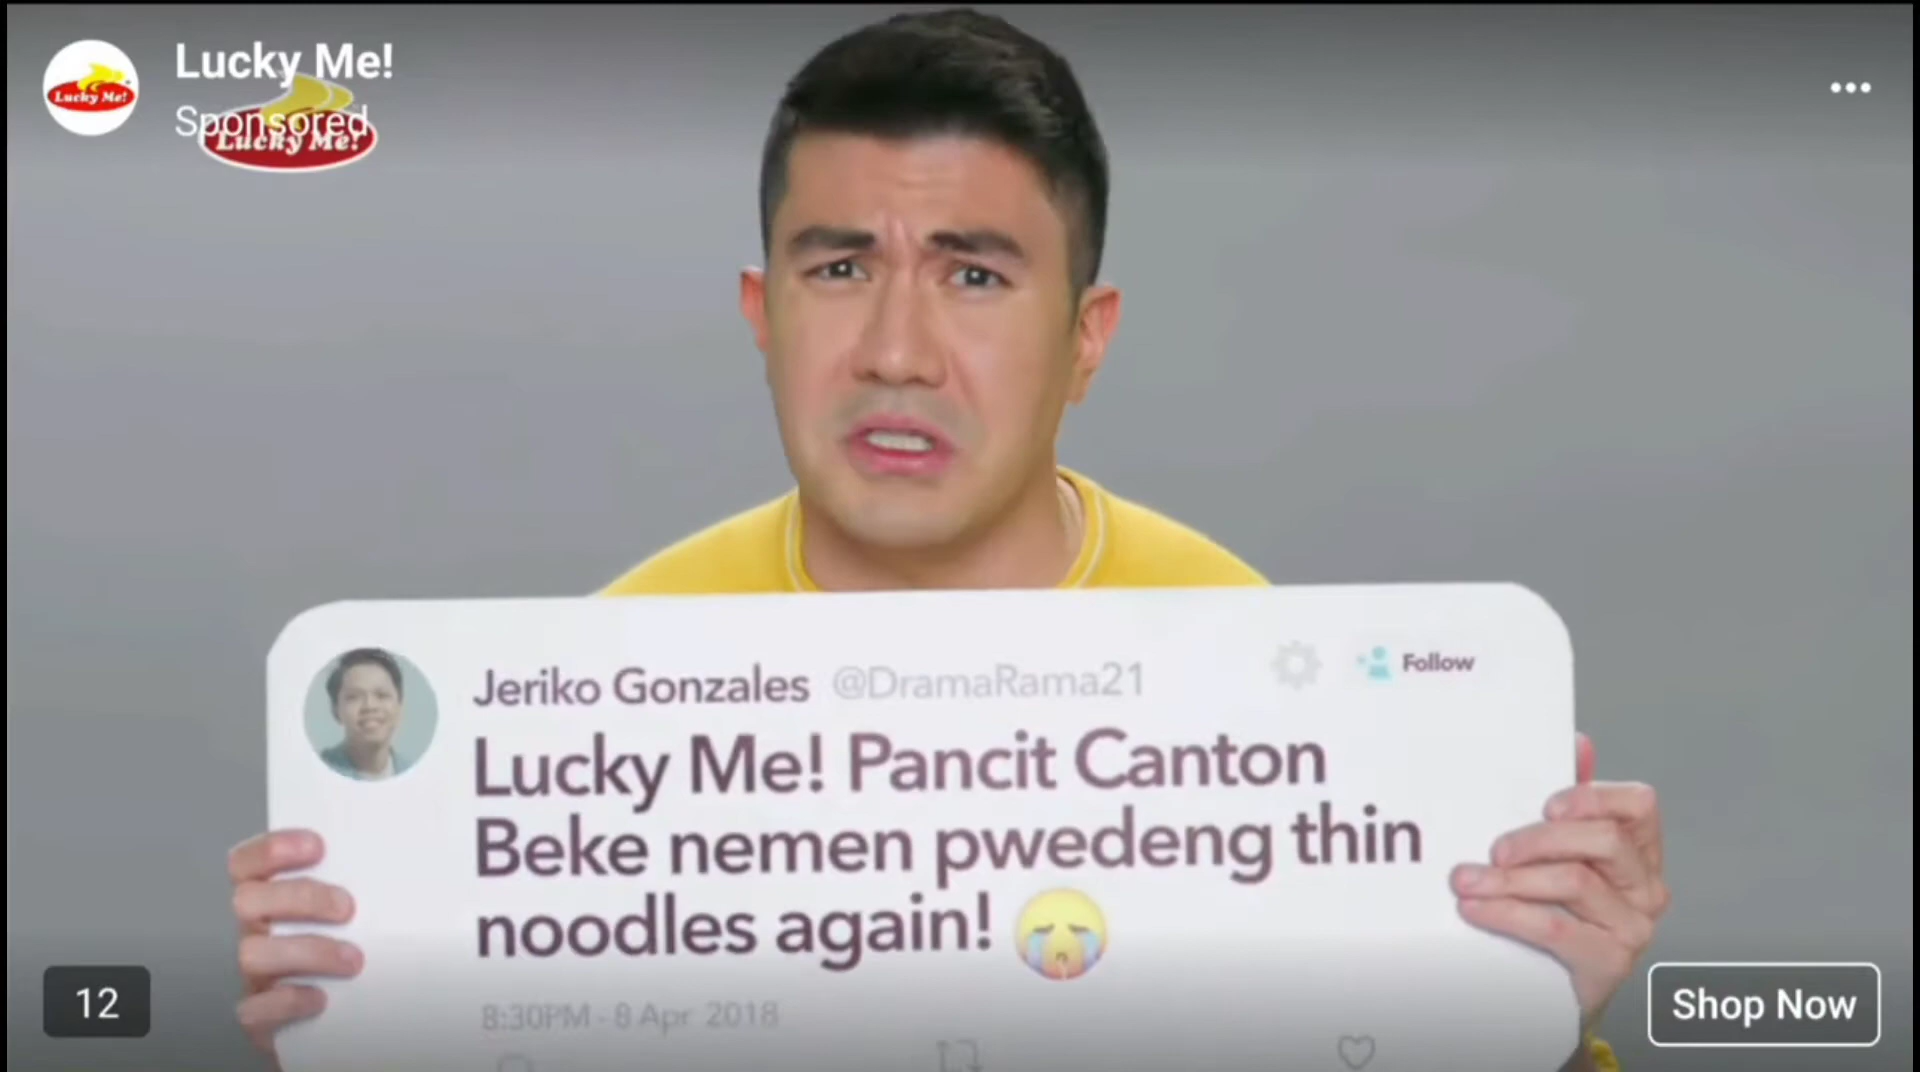 Lucky Me!
Sponsored
Lucky Me!
Lucky Me!
Jeriko Gonzales @DramaRama21
Follow
Lucky Me! Pancit Canton
Beke nemen pwedeng thin
noodles again! 😭
8:30PM - 8 Apr 2018
12
Shop Now